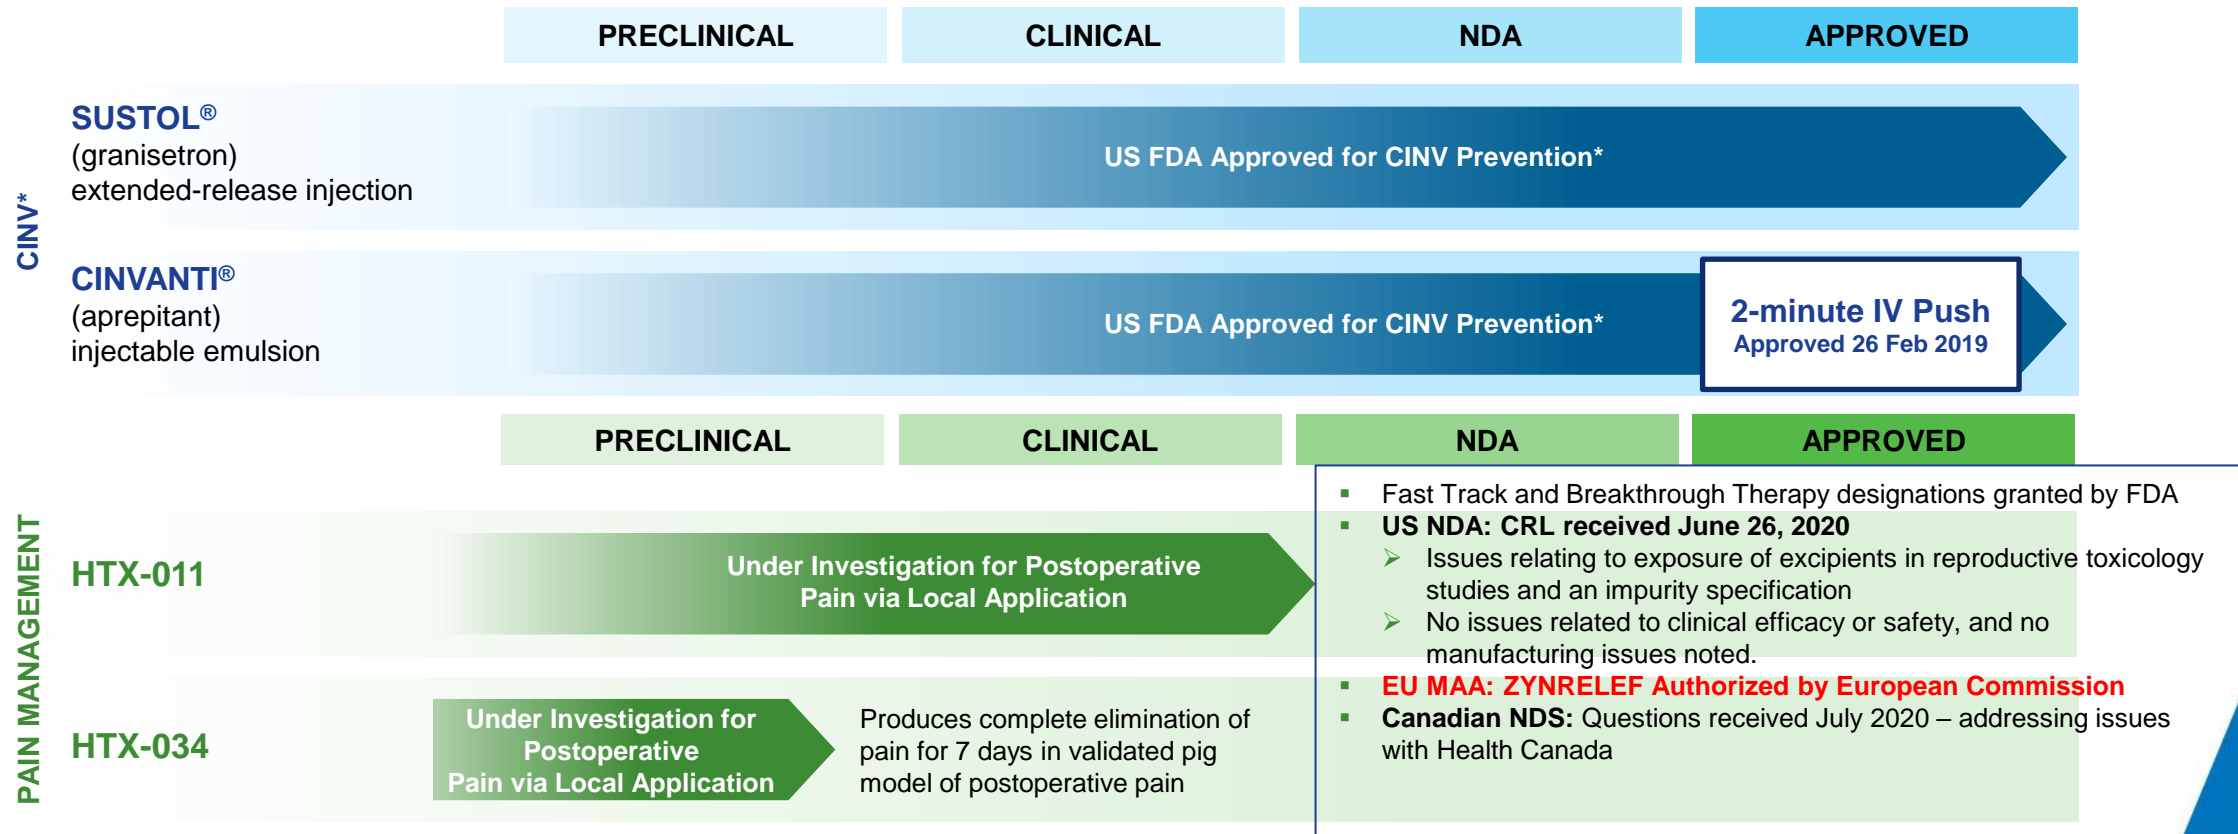 PRECLINICAL
CLINICAL
NDA
APPROVED
CINV*
SUSTOL®
(granisetron)
extended-release injection
US FDA Approved for CINV Prevention*
CINVANTI®
(aprepitant)
injectable emulsion
US FDA Approved for CINV Prevention*
2-minute IV Push
Approved 26 Feb 2019
PRECLINICAL
CLINICAL
NDA
APPROVED
PAIN MANAGEMENT
HTX-011
Under Investigation for Postoperative
Pain via Local Application
▪ Fast Track and Breakthrough Therapy designations granted by FDA
▪ US NDA: CRL received June 26, 2020
➢ Issues relating to exposure of excipients in reproductive toxicology
studies and an impurity specification
➢ No issues related to clinical efficacy or safety, and no
manufacturing issues noted.
▪ EU MAA: ZYNRELEF Authorized by European Commission
▪ Canadian NDS: Questions received July 2020 – addressing issues
with Health Canada
HTX-034
Under Investigation for
Postoperative
Pain via Local Application
Produces complete elimination of
pain for 7 days in validated pig
model of postoperative pain